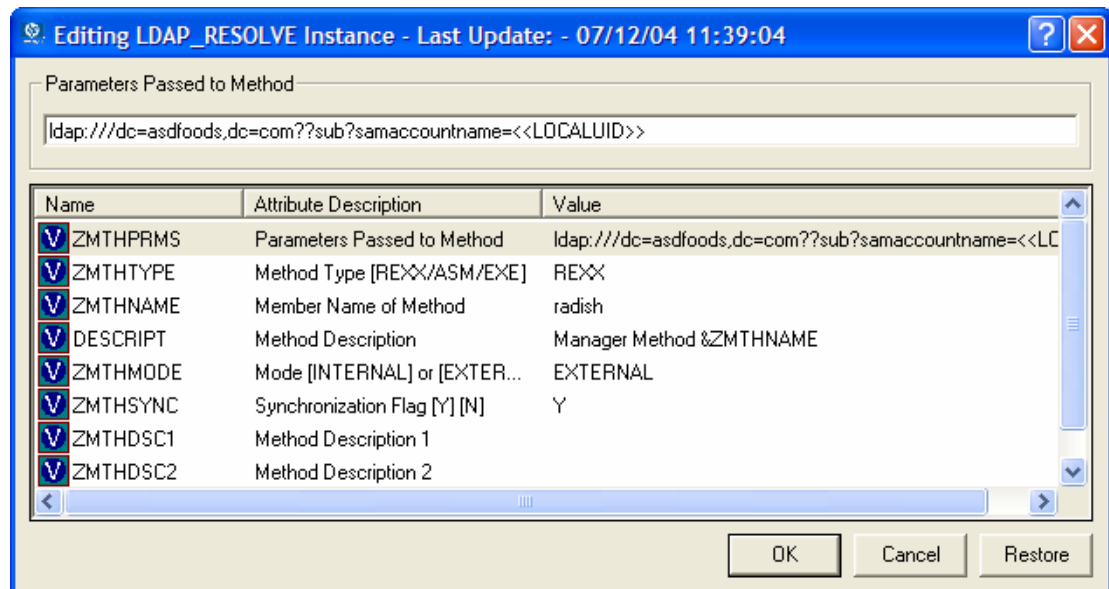 Editing LDAP_RESOLVE Instance - Last Update: - 07/12/04 11:39:04
Parameters Passed to Method
ldap:///dc=asdfoods,dc=com??sub?samaccountname=<<LOCALUID>>
Name Attribute Description Value
V ZMTHPRMS Parameters Passed to Method ldap:///dc=asdfoods,dc=com??sub?samaccountname=<<LO
V ZMTHTYPE Method Type [REXX/ASM/EXE] REXX
V ZMTHNAME Member Name of Method radish
V DESCRIPT Method Description Manager Method &ZMTHNAME
V ZMTHMODE Mode [INTERNAL] or [EXTER... EXTERNAL
V ZMTHSYNC Synchronization Flag [Y] [N] Y
V ZMTHDSC1 Method Description 1
V ZMTHDSC2 Method Description 2
OK Cancel Restore